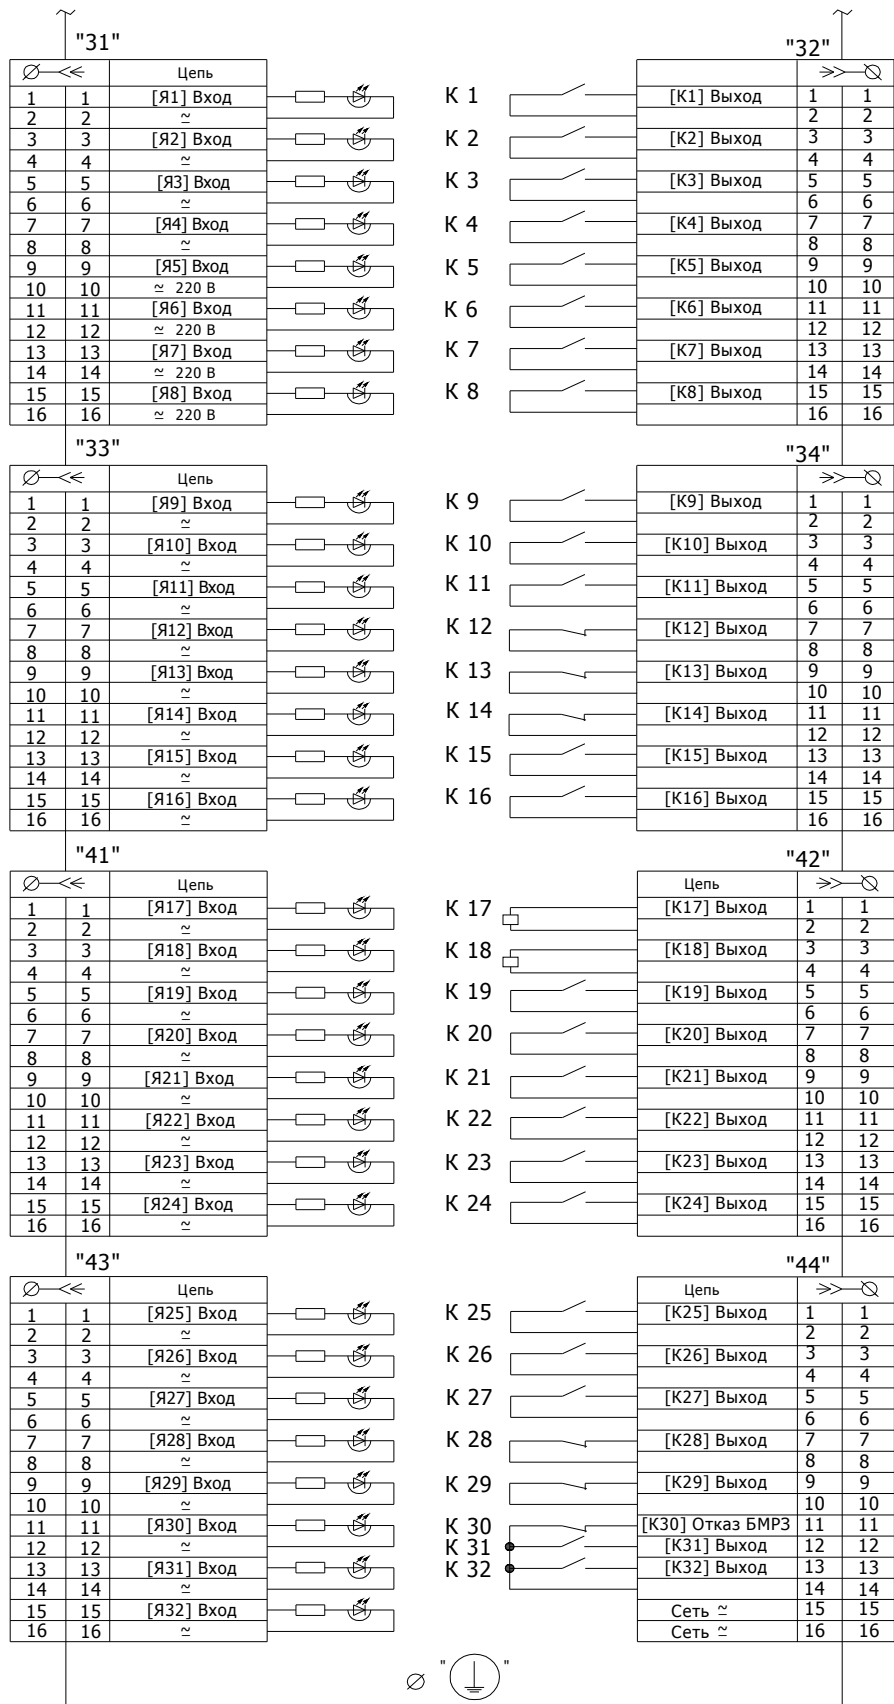 "31" "32"
Цепь
1 1 [Я1] Вход К 1 [К1] Выход 1 1
2 2 ~ 2 2
3 3 [Я2] Вход К 2 [К2] Выход 3 3
4 4 ~ 4 4
5 5 [Я3] Вход К 3 [К3] Выход 5 5
6 6 ~ 6 6
7 7 [Я4] Вход К 4 [К4] Выход 7 7
8 8 ~ 8 8
9 9 [Я5] Вход К 5 [К5] Выход 9 9
10 10 ≃ 220 В 10 10
11 11 [Я6] Вход К 6 [К6] Выход 11 11
12 12 ≃ 220 В 12 12
13 13 [Я7] Вход К 7 [К7] Выход 13 13
14 14 ≃ 220 В 14 14
15 15 [Я8] Вход К 8 [К8] Выход 15 15
16 16 ≃ 220 В 16 16
"33" "34"
Цепь
1 1 [Я9] Вход К 9 [К9] Выход 1 1
2 2 ≃ 2 2
3 3 [Я10] Вход К 10 [К10] Выход 3 3
4 4 ≃ 4 4
5 5 [Я11] Вход К 11 [К11] Выход 5 5
6 6 ≃ 6 6
7 7 [Я12] Вход К 12 [К12] Выход 7 7
8 8 ≃ 8 8
9 9 [Я13] Вход К 13 [К13] Выход 9 9
10 10 ≃ 10 10
11 11 [Я14] Вход К 14 [К14] Выход 11 11
12 12 ≃ 12 12
13 13 [Я15] Вход К 15 [К15] Выход 13 13
14 14 ≃ 14 14
15 15 [Я16] Вход К 16 [К16] Выход 15 15
16 16 ≃ 16 16
"41" "42"
Цепь Цепь
1 1 [Я17] Вход К 17 [К17] Выход 1 1
2 2 ≃ 2 2
3 3 [Я18] Вход К 18 [К18] Выход 3 3
4 4 ≃ 4 4
5 5 [Я19] Вход К 19 [К19] Выход 5 5
6 6 ≃ 6 6
7 7 [Я20] Вход К 20 [К20] Выход 7 7
8 8 ≃ 8 8
9 9 [Я21] Вход К 21 [К21] Выход 9 9
10 10 ≃ 10 10
11 11 [Я22] Вход К 22 [К22] Выход 11 11
12 12 ≃ 12 12
13 13 [Я23] Вход К 23 [К23] Выход 13 13
14 14 ≃ 14 14
15 15 [Я24] Вход К 24 [К24] Выход 15 15
16 16 ≃ 16 16
"43" "44"
Цепь Цепь
1 1 [Я25] Вход К 25 [К25] Выход 1 1
2 2 ≃ 2 2
3 3 [Я26] Вход К 26 [К26] Выход 3 3
4 4 ≃ 4 4
5 5 [Я27] Вход К 27 [К27] Выход 5 5
6 6 ≃ 6 6
7 7 [Я28] Вход К 28 [К28] Выход 7 7
8 8 ≃ 8 8
9 9 [Я29] Вход К 29 [К29] Выход 9 9
10 10 ≃ 10 10
11 11 [Я30] Вход К 30 [К30] Отказ БМРЗ 11 11
12 12 ≃ К 31 [К31] Выход 12 12
13 13 [Я31] Вход К 32 [К32] Выход 13 13
14 14 ≃ 14 14
15 15 [Я32] Вход Сеть ≃ 15 15
16 16 ≃ Сеть ≃ 16 16
" "